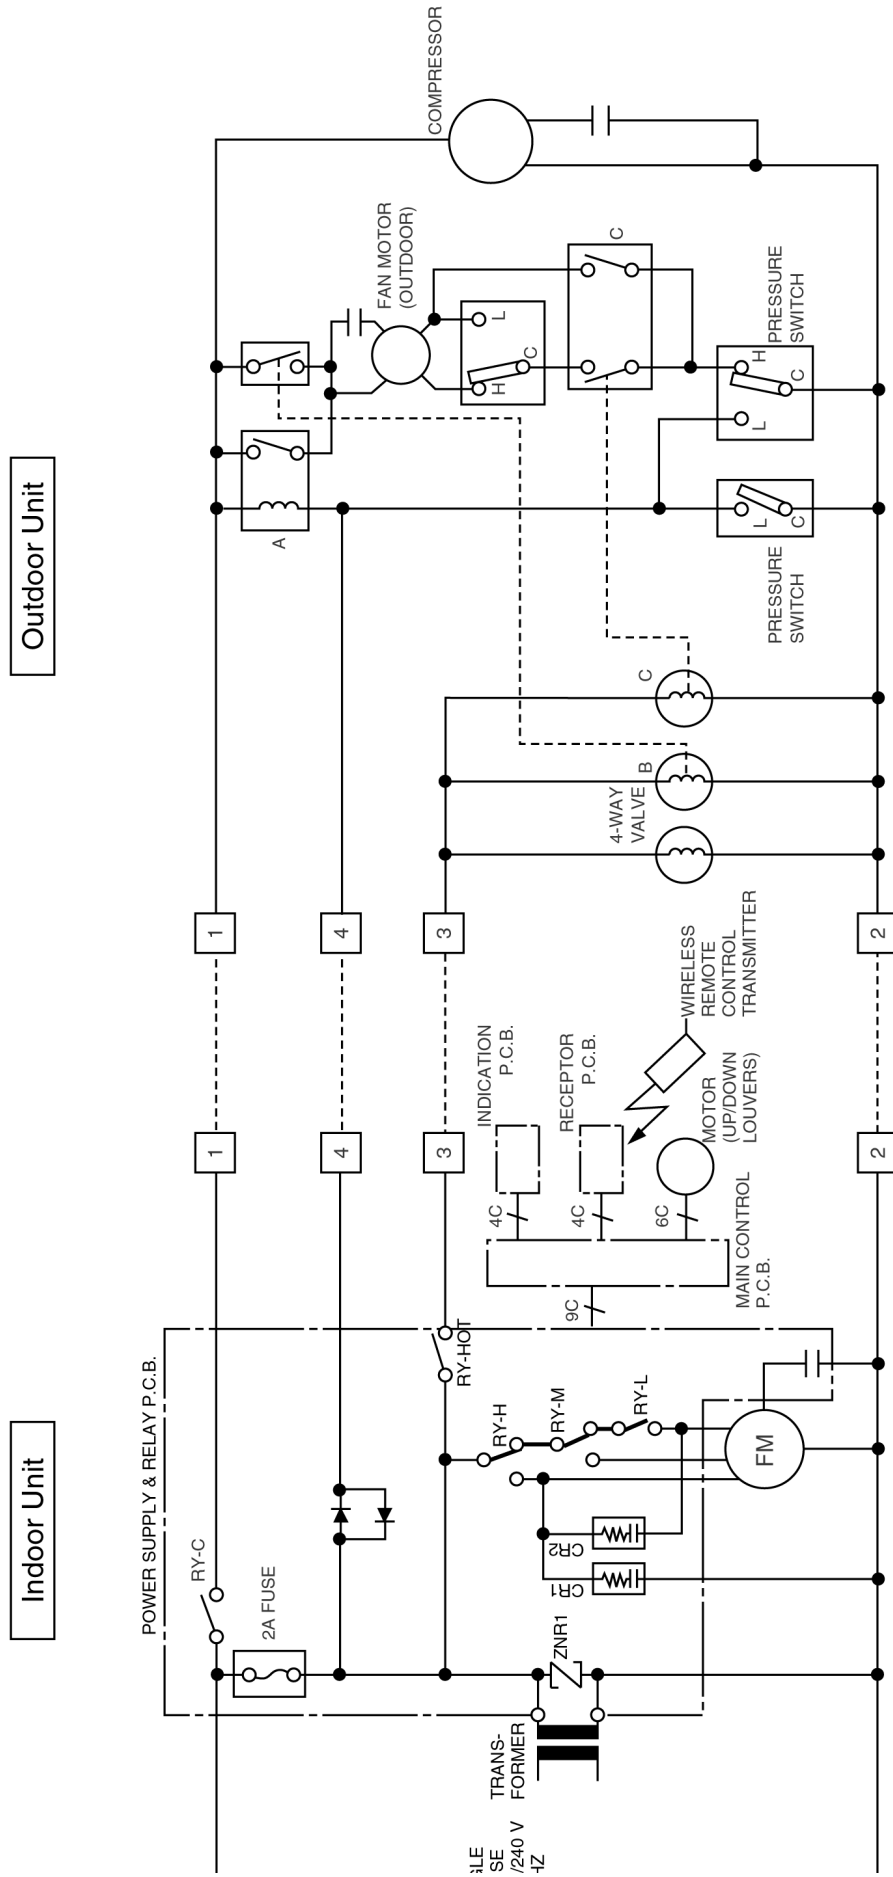 Outdoor Unit
COMPRESSOR
FAN MOTOR
(OUTDOOR)
C
PRESSURE
SWITCH
H
C
L
H
C
L
A
L
C
PRESSURE
SWITCH
C
B
4-WAY
VALVE
1
4
3
2
WIRELESS
REMOTE
CONTROL
TRANSMITTER
INDICATION
P.C.B.
RECEPTOR
P.C.B.
MOTOR
(UP/DOWN
LOUVERS)
1
4
3
2
4C
4C
6C
MAIN CONTROL
P.C.B.
9C
Indoor Unit
POWER SUPPLY & RELAY P.C.B.
RY-HOT
RY-H
RY-M
RY-L
FM
RY-C
2A FUSE
CR2
CR1
ZNR1
TRANS-
FORMER
GLE
SE
/240 V
HZ